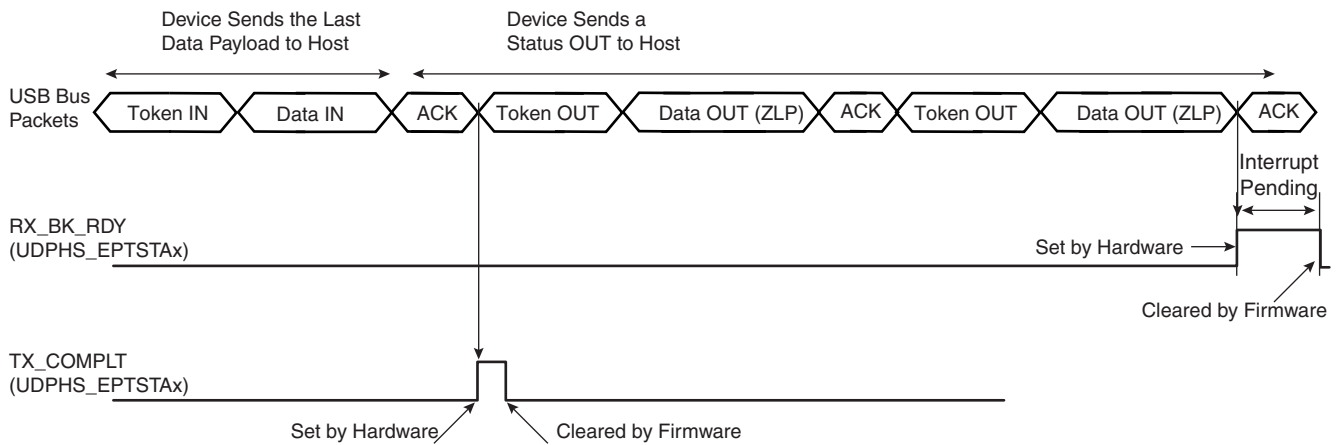 Device Sends the Last
Data Payload to Host
Device Sends a
Status OUT to Host
USB Bus
Packets
Token IN
Data IN
ACK
Token OUT
Data OUT (ZLP)
ACK
Token OUT
Data OUT (ZLP)
ACK
Interrupt
Pending
RX_BK_RDY
(UDPHS_EPTSTAx)
Set by Hardware
Cleared by Firmware
TX_COMPLT
(UDPHS_EPTSTAx)
Set by Hardware
Cleared by Firmware